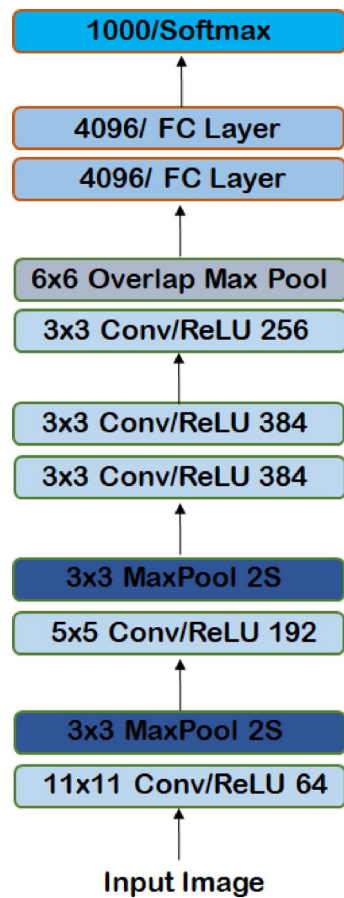 1000/Softmax
4096/ FC Layer
4096/ FC Layer
6x6 Overlap Max Pool
3x3 Conv/ReLU 256
3x3 Conv/ReLU 384
3x3 Conv/ReLU 384
3x3 MaxPool 2S
5x5 Conv/ReLU 192
3x3 MaxPool 2S
11x11 Conv/ReLU 64
Input Image